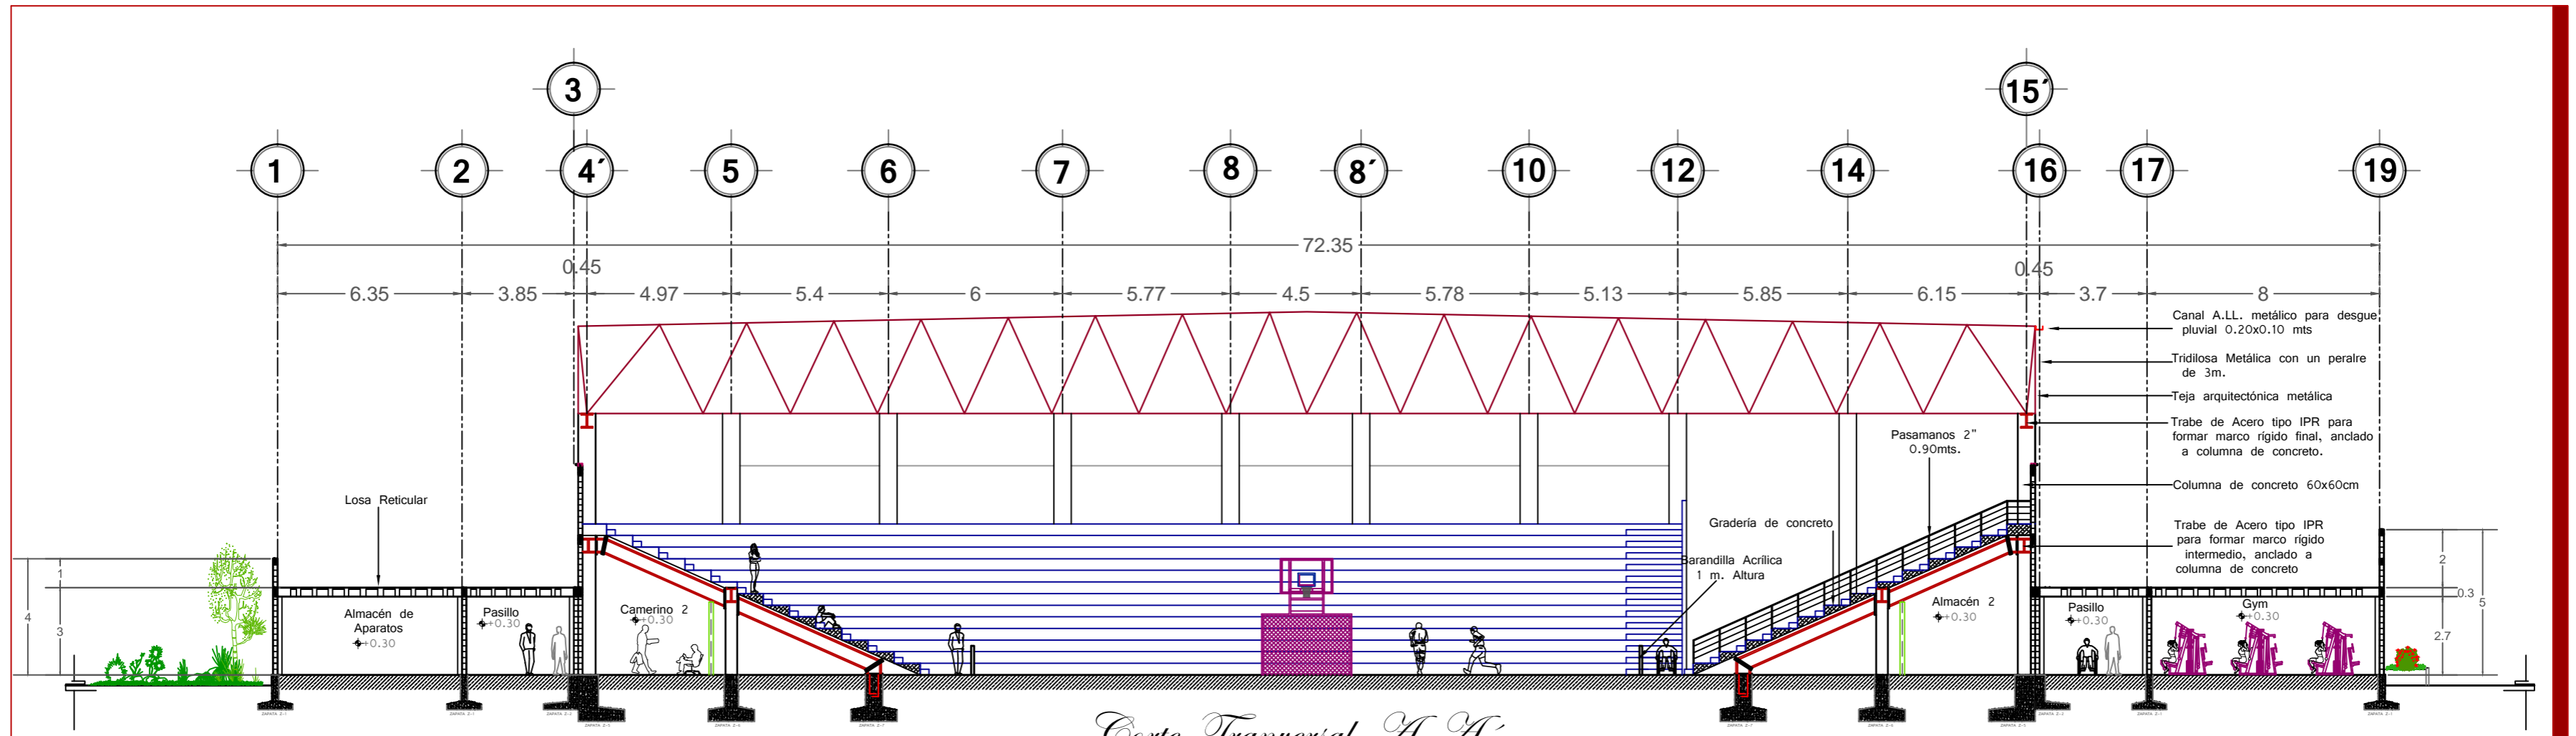 3
15´
1
2
4´
5
6
7
8
8´
10
12
14
16
17
19
72.35
0.45
0.45
6.35
3.85
4.97
5.4
6
5.77
4.5
5.78
5.13
5.85
6.15
3.7
8
Canal A.LL. metálico para desgue
pluvial 0.20x0.10 mts
Tridilosa Metálica con un peralre
de 3m.
Teja arquitectónica metálica
Trabe de Acero tipo IPR para
formar marco rígido final, anclado
a columna de concreto.
Pasamanos 2"
0.90mts.
Columna de concreto 60x60cm
Losa Reticular
Gradería de concreto
Trabe de Acero tipo IPR
para formar marco rígido
intermedio, anclado a
columna de concreto
Barandilla Acrílica
1 m. Altura
4
1
3
Almacén de
Aparatos
+0.30
Pasillo
+0.30
Camerino 2
+0.30
Almacén 2
+0.30
Pasillo
+0.30
Gym
+0.30
2
0.3
5
2.7
ZAPATA Z-1
ZAPATA Z-1
Corte Tranversal A A´